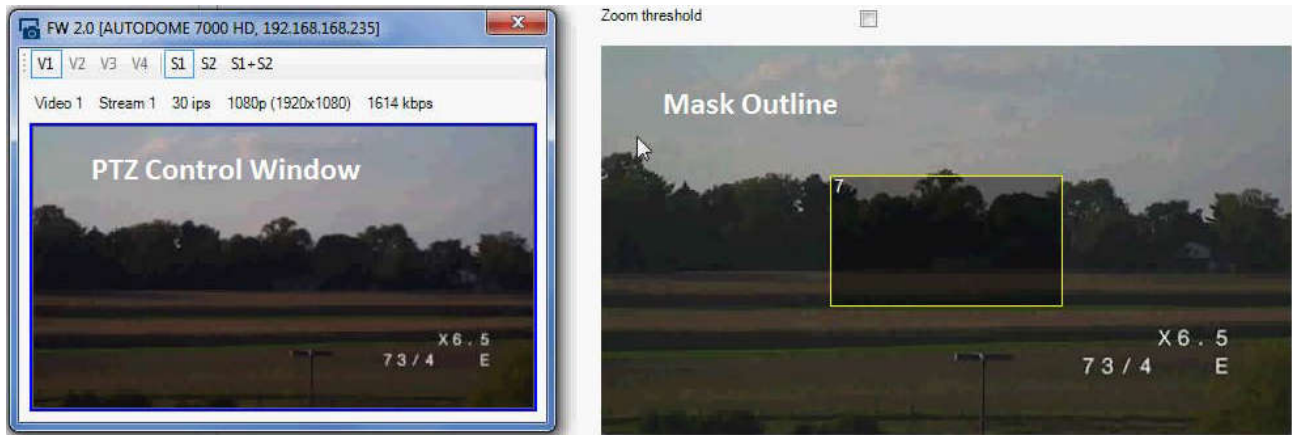 FW 2.0 [AUTODOME 7000 HD, 192.168.168.235]
V1 V2 V3 V4 S1 S2 S1+S2
Video 1 Stream 1 30 ips 1080p (1920x1080) 1614 kbps
PTZ Control Window
X6.5
73/4 E
Zoom threshold
Mask Outline
7
X6.5
73/4 E